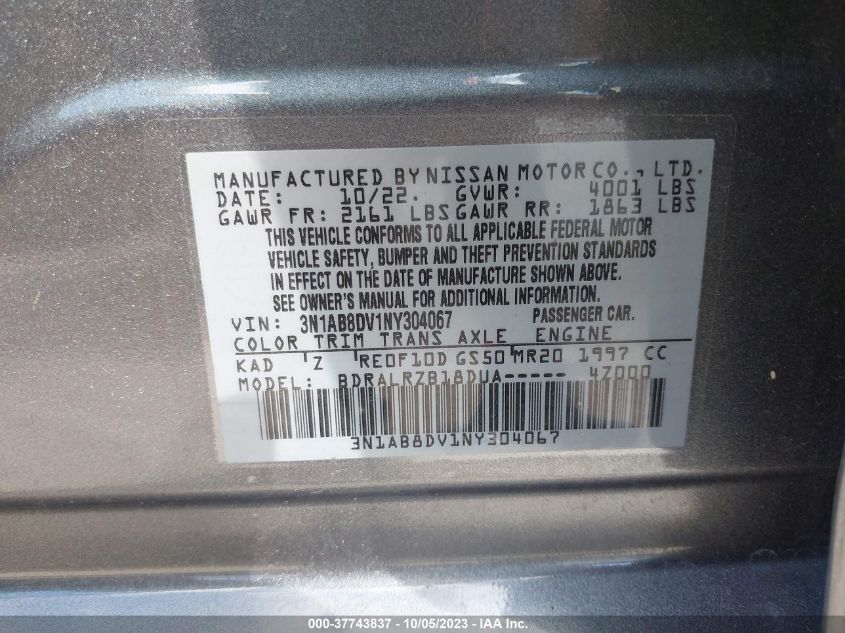 MANUFACTURED BY NISSAN MOTOR CO., LTD.
DATE: 10/22. GVWR: 4001 LBS
GAWR FR: 2161 LBS GAWR RR: 1863 LBS
THIS VEHICLE CONFORMS TO ALL APPLICABLE FEDERAL MOTOR
VEHICLE SAFETY, BUMPER AND THEFT PREVENTION STANDARDS
IN EFFECT ON THE DATE OF MANUFACTURE SHOWN ABOVE.
SEE OWNER'S MANUAL FOR ADDITIONAL INFORMATION.
VIN: 3N1AB8DV1NY304067 PASSENGER CAR.
COLOR TRIM TRANS AXLE ENGINE
KAD Z RE0F10D GS50 MR20 1997 CC
MODEL: BDRALRZB18DUA----- 4Z000
3N1AB8DV1NY304067
000-37743837 - 10/05/2023 - IAA Inc.